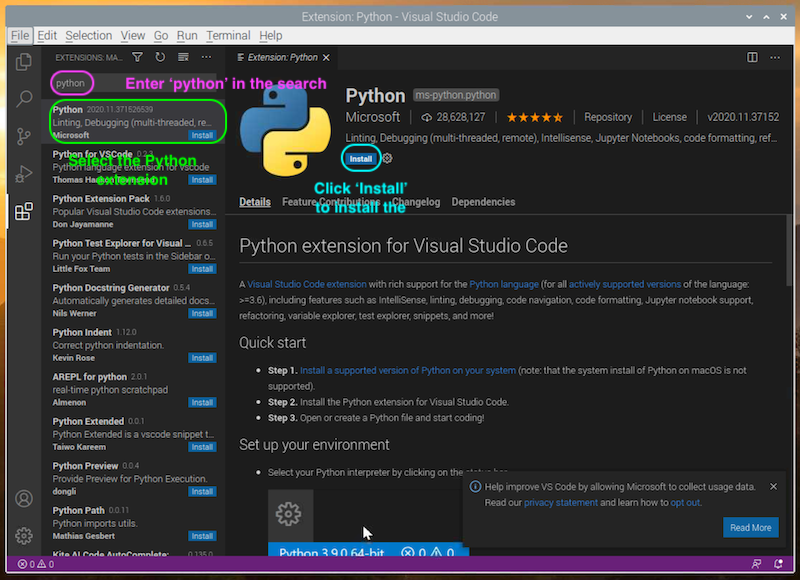 Extension: Python - Visual Studio Code
File Edit Selection View Go Run Terminal Help
EXTENSIONS: MA...
Extension: Python
python
Enter ‘python’ in the search
Python 2020.11.371526539
Linting, Debugging (multi-threaded, re...
Microsoft Install
Python for VSCode 0.2.3
Python language extension for vscode
Thomas Install
Select the Python
extension
Python Extension Pack 1.6.0
Popular Visual Studio Code extensions...
Don Jayamanne Install
Python Test Explorer for Visual ... 0.6.5
Run your Python tests in the Sidebar o...
Little Fox Team Install
Python Docstring Generator 0.5.4
Automatically generates detailed docs...
Nils Werner Install
Python Indent 1.12.0
Correct python indentation.
Kevin Rose Install
AREPL for python 2.0.1
real-time python scratchpad
Almenon Install
Python Extended 0.0.1
Python Extended is a vscode snippet t...
Taiwo Kareem Install
Python Preview 0.0.4
Provide Preview for Python Execution.
dongli Install
Python Path 0.0.11
Python imports utils.
Mathias Gesbert Install
Kite AI Code AutoComplete: 0.135.0
Python ms-python.python
Microsoft 28,628,127 Repository License v2020.11.37152
Linting, Debugging (multi-threaded, remote), Intellisense, Jupyter Notebooks, code formatting, ref...
Install
Click ‘Install’
to install the
Details Feature Contributions Changelog Dependencies
Python extension for Visual Studio Code
A Visual Studio Code extension with rich support for the Python language (for all actively supported versions of the language:
>=3.6), including features such as IntelliSense, linting, debugging, code navigation, code formatting, Jupyter notebook support,
refactoring, variable explorer, test explorer, snippets, and more!
Quick start
Step 1. Install a supported version of Python on your system (note: that the system install of Python on macOS is not
supported).
Step 2. Install the Python extension for Visual Studio Code.
Step 3. Open or create a Python file and start coding!
Set up your environment
Select your Python interpreter by clicking on the status bar
Python 3.9.0 64-bit 0 0
Help improve VS Code by allowing Microsoft to collect usage data.
Read our privacy statement and learn how to opt out.
Read More
0 0